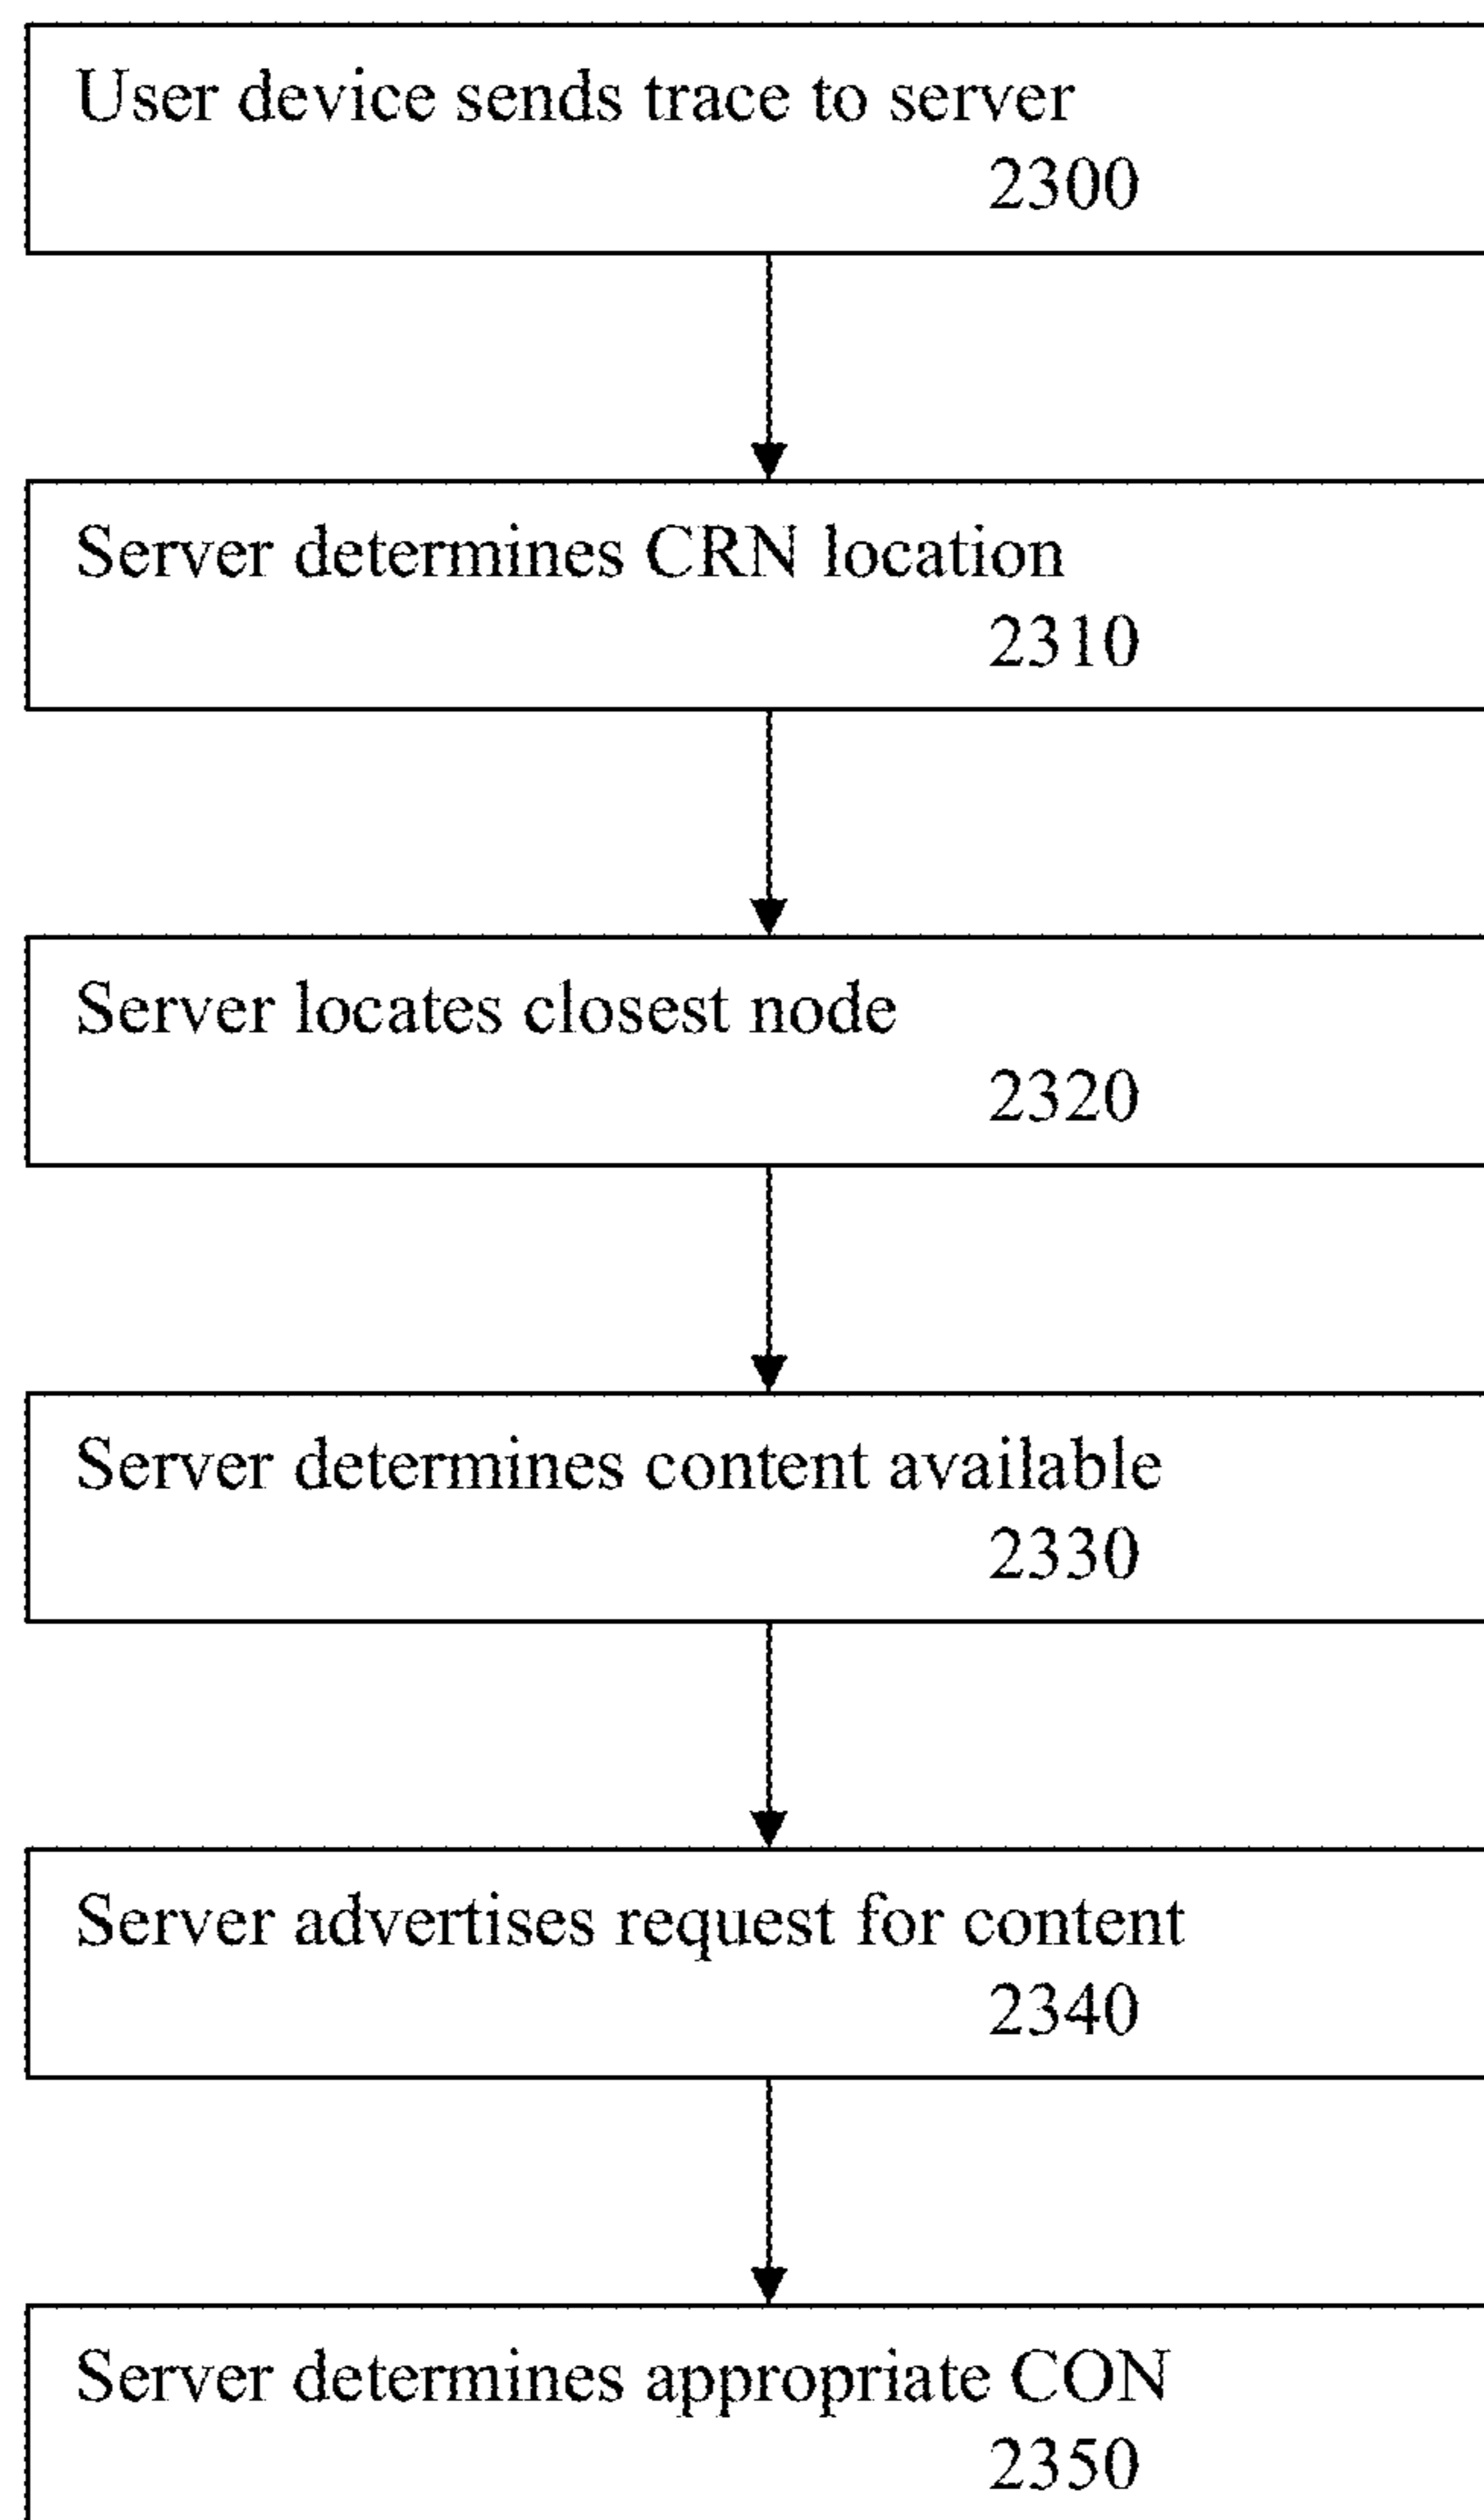 User device sends trace to server
2300
Server determines CRN location
2310
Server locates closest node
2320
Server determines content available
2330
Server advertises request for content
2340
Server determines appropriate CON
2350